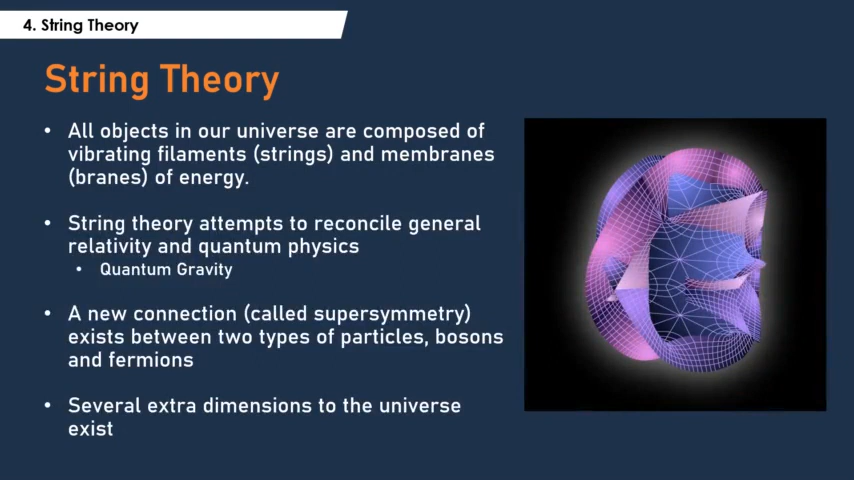 4. String Theory
String Theory
• All objects in our universe are composed of
vibrating filaments (strings) and membranes
(branes) of energy.
• String theory attempts to reconcile general
relativity and quantum physics
• Quantum Gravity
• A new connection (called supersymmetry)
exists between two types of particles, bosons
and fermions
• Several extra dimensions to the universe
exist